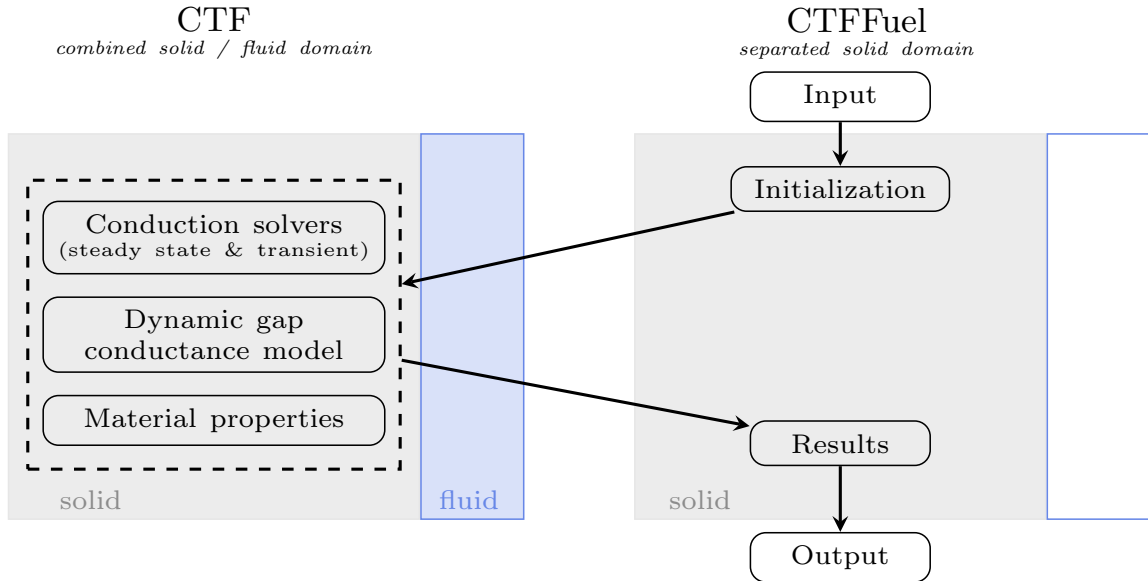 CTF
combined solid / fluid domain
Conduction solvers
(steady state & transient)
Dynamic gap
conductance model
Material properties
solid
fluid
CTFFuel
separated solid domain
Input
Initialization
Results
solid
Output